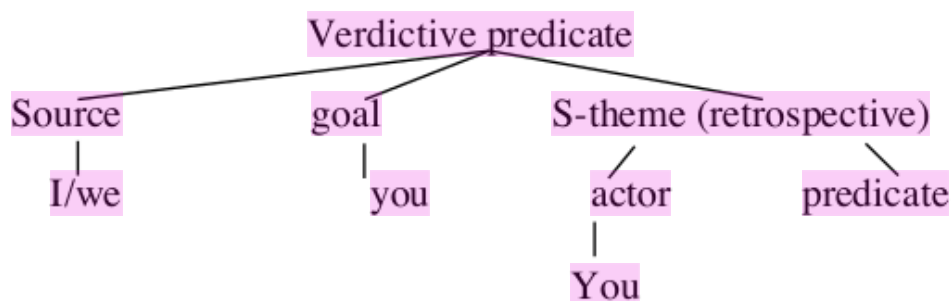 Verdictive predicate
Source goal S-theme (retrospective)
I/we you actor predicate
You